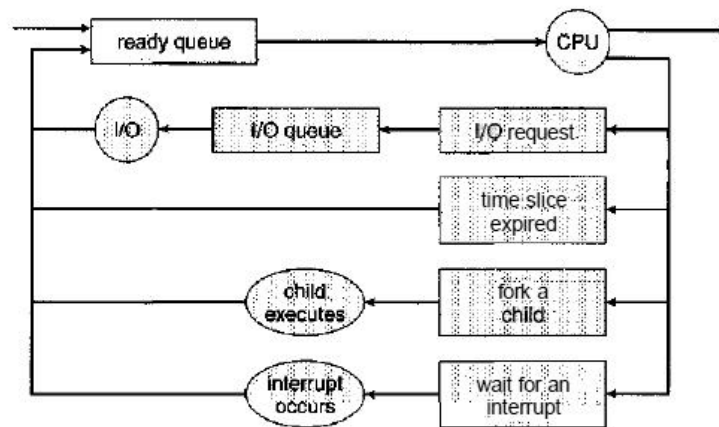 ready queue
CPU
I/O
I/O queue
I/O request
time slice
expired
child
executes
fork a
child
interrupt
occurs
wait for an
interrupt